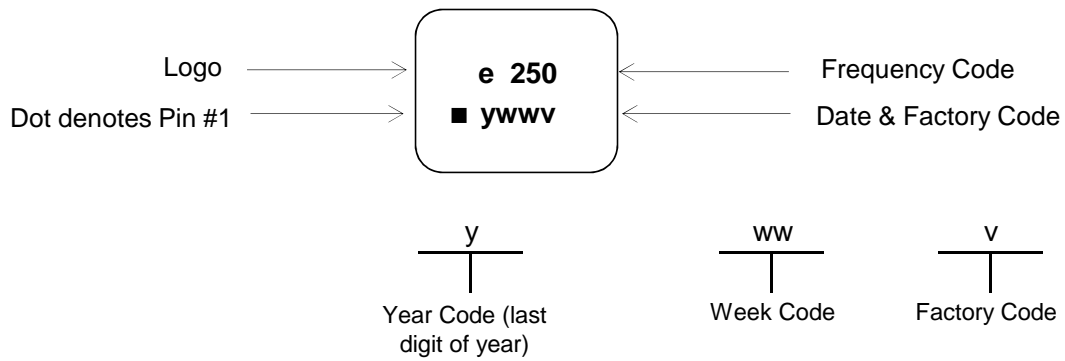 Logo
e 250
Frequency Code
Dot denotes Pin #1
■ ywwv
Date & Factory Code
y
ww
v
Year Code (last
digit of year)
Week Code
Factory Code